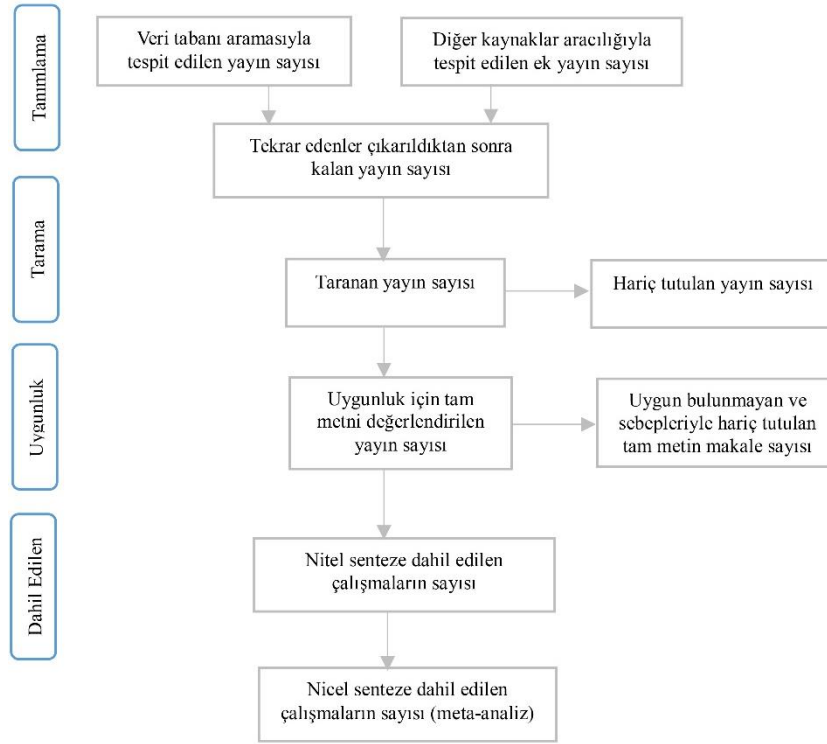 Tanımlama
Veri tabanı aramasıyla
tespit edilen yayın sayısı
Diğer kaynaklar aracılığıyla
tespit edilen ek yayın sayısı
Tekrar edenler çıkarıldıktan sonra
kalan yayın sayısı
Tarama
Taranan yayın sayısı
Hariç tutulan yayın sayısı
Uygunluk
Uygunluk için tam
metni değerlendirilen
yayın sayısı
Uygun bulunmayan ve
sebepleriyle hariç tutulan
tam metin makale sayısı
Dahil Edilen
Nitel senteze dahil edilen
çalışmaların sayısı
Nicel senteze dahil edilen
çalışmaların sayısı (meta-analiz)